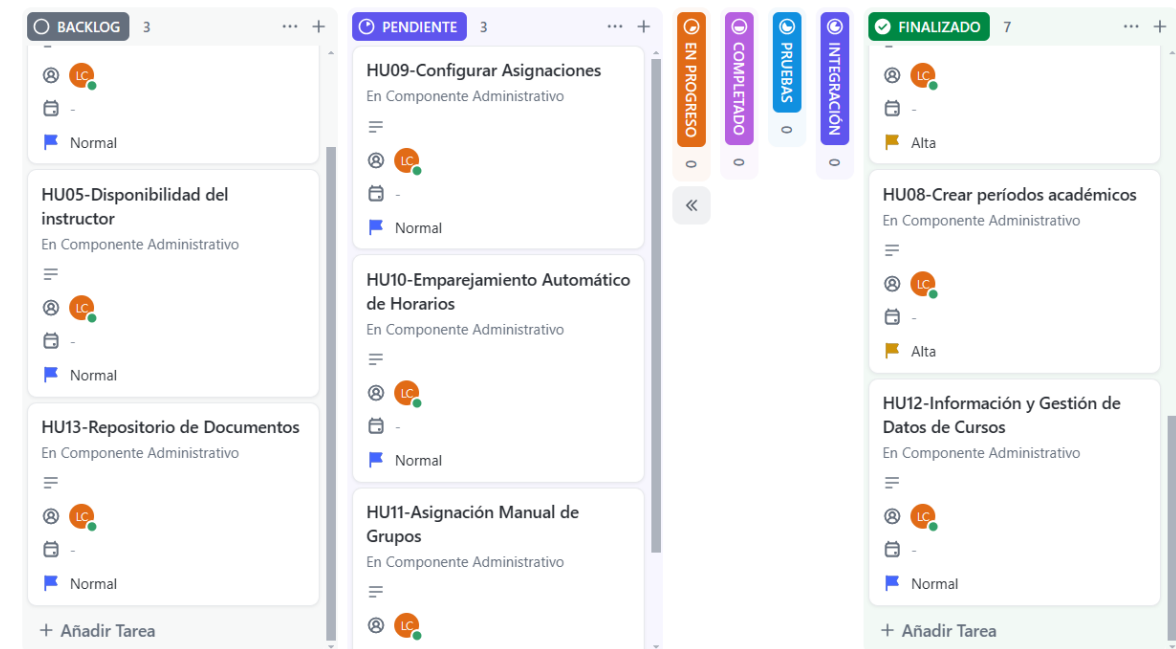 BACKLOG 3
LC
-
Normal
HU05-Disponibilidad del
instructor
En Componente Administrativo
LC
-
Normal
HU13-Repositorio de Documentos
En Componente Administrativo
LC
-
Normal
+ Añadir Tarea
PENDIENTE 3
HU09-Configurar Asignaciones
En Componente Administrativo
LC
-
Normal
HU10-Emparejamiento Automático
de Horarios
En Componente Administrativo
LC
-
Normal
HU11-Asignación Manual de
Grupos
En Componente Administrativo
LC
EN PROGRESO 0
COMPLETADO 0
PRUEBAS 0
INTEGRACIÓN 0
FINALIZADO 7
LC
-
Alta
HU08-Crear períodos académicos
En Componente Administrativo
LC
-
Alta
HU12-Información y Gestión de
Datos de Cursos
En Componente Administrativo
LC
-
Normal
+ Añadir Tarea